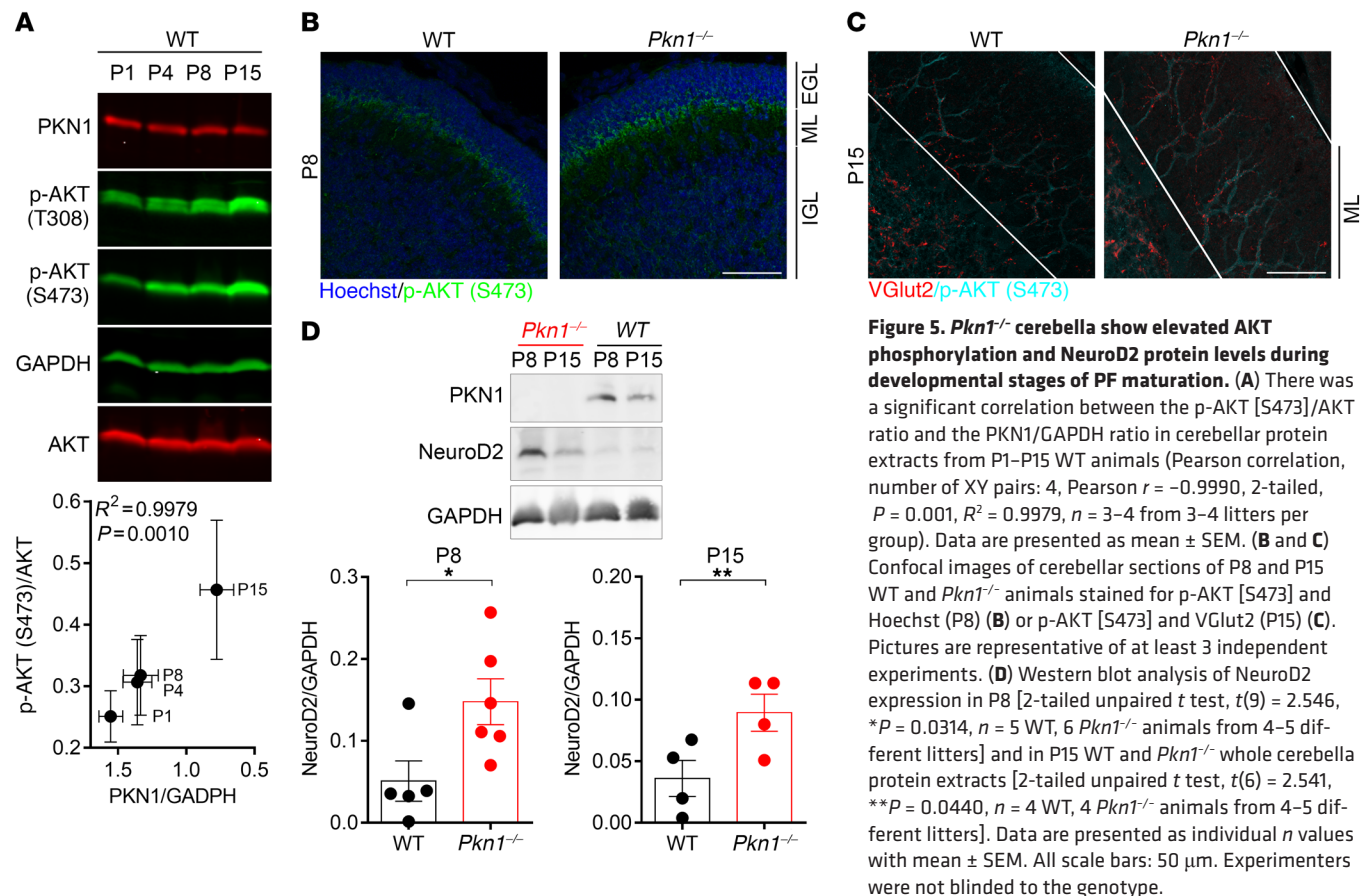 A
WT
P1 P4 P8 P15
PKN1
p-AKT
(T308)
p-AKT
(S473)
GAPDH
AKT
0.6
0.5
0.4
0.3
0.2
R² = 0.9979
P = 0.0010
P15
P8
P4
P1
1.5 1.0 0.5
p-AKT (S473)/AKT
PKN1/GADPH
B
WT
Pkn1–/–
P8
EGL
ML
IGL
Hoechst/p-AKT (S473)
C
WT
Pkn1–/–
P15
ML
VGlut2/p-AKT (S473)
D
Pkn1–/– WT
P8 P15 P8 P15
PKN1
NeuroD2
GAPDH
P8
*
0.3
0.2
0.1
0.0
NeuroD2/GAPDH
WT Pkn1–/–
P15
**
0.20
0.15
0.10
0.05
0.00
NeuroD2/GAPDH
WT Pkn1–/–
Figure 5. Pkn1-/- cerebella show elevated AKT
phosphorylation and NeuroD2 protein levels during
developmental stages of PF maturation. (A) There was
a significant correlation between the p-AKT [S473]/AKT
ratio and the PKN1/GAPDH ratio in cerebellar protein
extracts from P1–P15 WT animals (Pearson correlation,
number of XY pairs: 4, Pearson r = –0.9990, 2-tailed,
P = 0.001, R² = 0.9979, n = 3–4 from 3–4 litters per
group). Data are presented as mean ± SEM. (B and C)
Confocal images of cerebellar sections of P8 and P15
WT and Pkn1–/– animals stained for p-AKT [S473] and
Hoechst (P8) (B) or p-AKT [S473] and VGlut2 (P15) (C).
Pictures are representative of at least 3 independent
experiments. (D) Western blot analysis of NeuroD2
expression in P8 [2-tailed unpaired t test, t(9) = 2.546,
*P = 0.0314, n = 5 WT, 6 Pkn1–/– animals from 4–5 dif-
ferent litters] and in P15 WT and Pkn1–/– whole cerebella
protein extracts [2-tailed unpaired t test, t(6) = 2.541,
**P = 0.0440, n = 4 WT, 4 Pkn1–/– animals from 4–5 dif-
ferent litters]. Data are presented as individual n values
with mean ± SEM. All scale bars: 50 μm. Experimenters
were not blinded to the genotype.